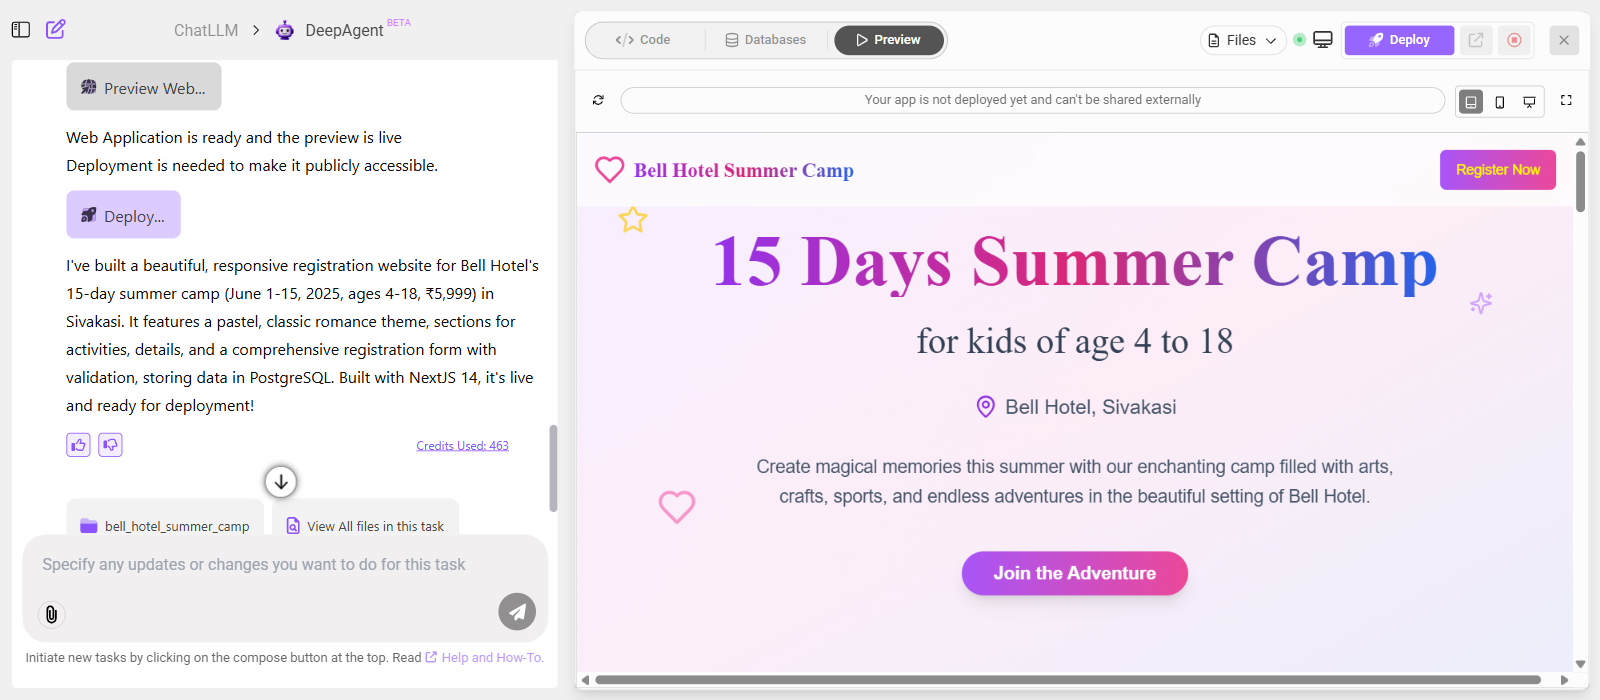 ChatLLM > DeepAgent BETA
Preview Web...
Web Application is ready and the preview is live
Deployment is needed to make it publicly accessible.
Deploy...
I've built a beautiful, responsive registration website for Bell Hotel's
15-day summer camp (June 1-15, 2025, ages 4-18, ₹5,999) in
Sivakasi. It features a pastel, classic romance theme, sections for
activities, details, and a comprehensive registration form with
validation, storing data in PostgreSQL. Built with NextJS 14, it's live
and ready for deployment!
Credits Used: 463
bell_hotel_summer_camp
View All files in this task
Specify any updates or changes you want to do for this task
Initiate new tasks by clicking on the compose button at the top. Read Help and How-To.
</> Code
Databases
Preview
Files
Deploy
Your app is not deployed yet and can't be shared externally
Bell Hotel Summer Camp
Register Now
15 Days Summer Camp
for kids of age 4 to 18
Bell Hotel, Sivakasi
Create magical memories this summer with our enchanting camp filled with arts,
crafts, sports, and endless adventures in the beautiful setting of Bell Hotel.
Join the Adventure